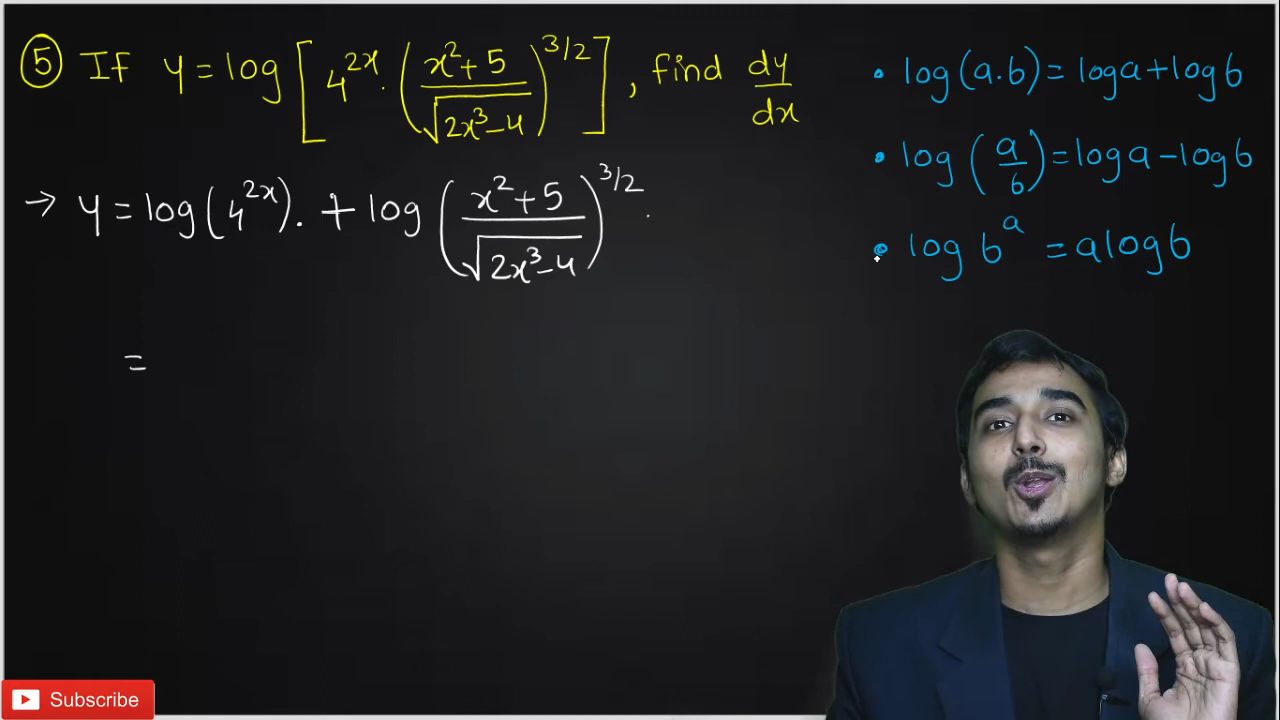 ⑤ If y = log [ 4^{2x} · ( (x²+5) / √(2x³-4) )^{3/2} ] , find dy/dx
→ y = log(4^{2x}). + log ( (x²+5) / √(2x³-4) )^{3/2}.
=
• log(a.b) = log a + log b
• log (a/b) = log a - log b
• log b^a = a log b
Subscribe